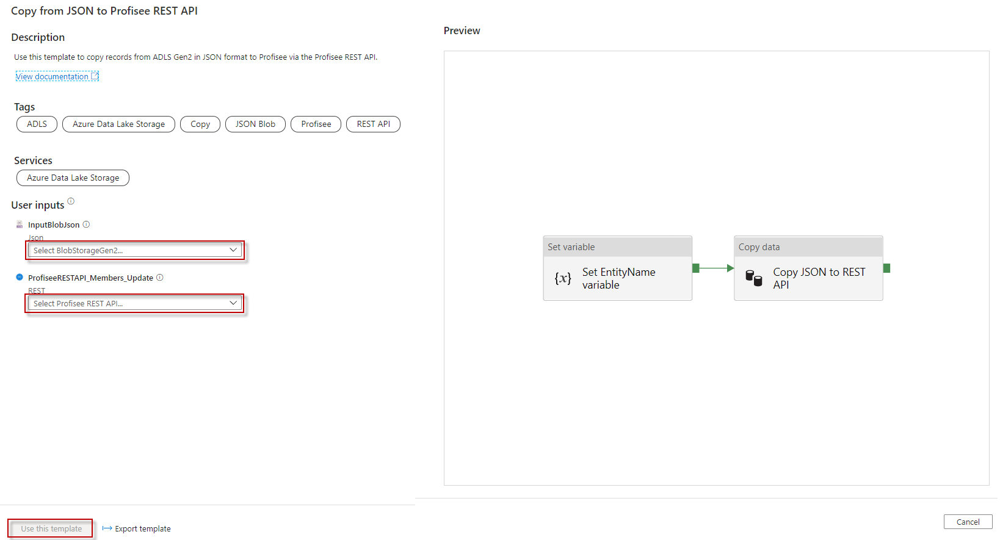 Copy from JSON to Profisee REST API
Description
Use this template to copy records from ADLS Gen2 in JSON format to Profisee via the Profisee REST API.
View documentation
Tags
ADLS
Azure Data Lake Storage
Copy
JSON Blob
Profisee
REST API
Services
Azure Data Lake Storage
User inputs
InputBlobJson
Json
Select BlobStorageGen2...
ProfiseeRESTAPI_Members_Update
REST
Select Profisee REST API...
Use this template
Export template
Preview
Set variable
{x}
Set EntityName
variable
Copy data
Copy JSON to REST
API
Cancel